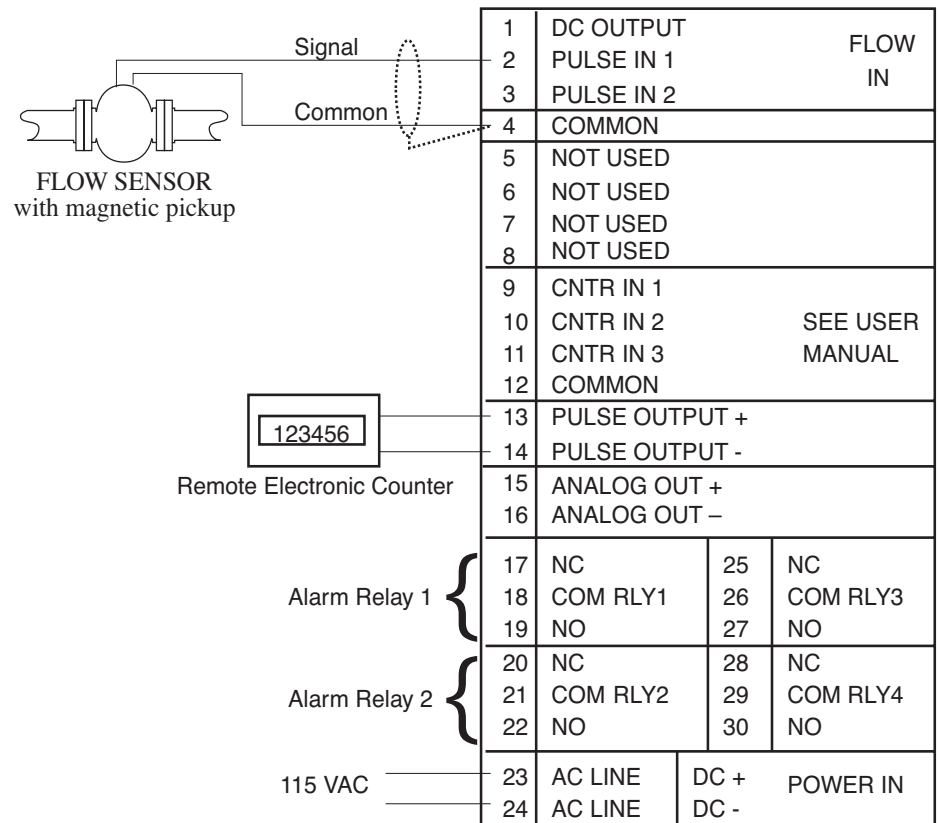 Signal
Common
FLOW SENSOR
with magnetic pickup
123456
Remote Electronic Counter
Alarm Relay 1 {
Alarm Relay 2 {
115 VAC
1 DC OUTPUT
2 PULSE IN 1
3 PULSE IN 2
FLOW
IN
4 COMMON
5 NOT USED
6 NOT USED
7 NOT USED
8 NOT USED
9 CNTR IN 1
10 CNTR IN 2 SEE USER
11 CNTR IN 3 MANUAL
12 COMMON
13 PULSE OUTPUT +
14 PULSE OUTPUT -
15 ANALOG OUT +
16 ANALOG OUT –
17 NC 25 NC
18 COM RLY1 26 COM RLY3
19 NO 27 NO
20 NC 28 NC
21 COM RLY2 29 COM RLY4
22 NO 30 NO
23 AC LINE DC + POWER IN
24 AC LINE DC -